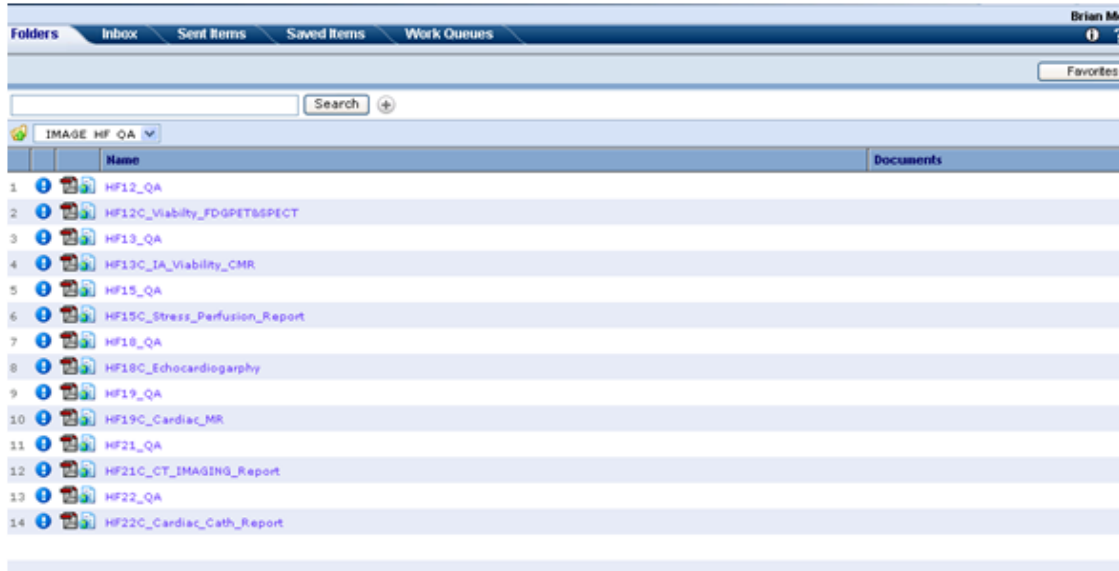 Brian M
Folders Inbox Sent Items Saved Items Work Queues
Favorites
Search
IMAGE HF QA
Name Documents
1 HF12_QA
2 HF12C_Viabilty_FDGPET&SPECT
3 HF13_QA
4 HF13C_IA_Viability_CMR
5 HF15_QA
6 HF15C_Stress_Perfusion_Report
7 HF18_QA
8 HF18C_Echocardiogarphy
9 HF19_QA
10 HF19C_Cardiac_MR
11 HF21_QA
12 HF21C_CT_IMAGING_Report
13 HF22_QA
14 HF22C_Cardiac_Cath_Report